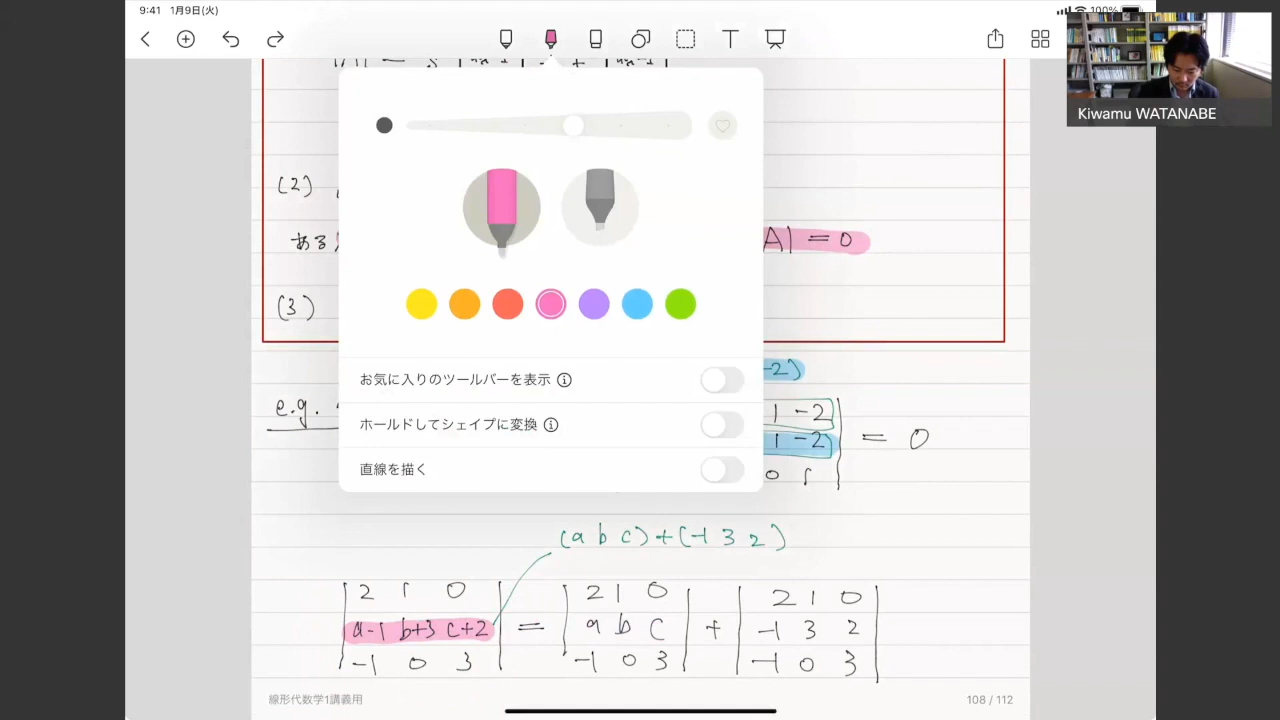 9:41 1月9日(火)
100%
Kiwamu WATANABE
(2)
ある
A| = 0
(3)
お気に入りのツールバーを表示
-2)
e.g.
ホールドしてシェイプに変換
1 -2
1 -2
= 0
直線を描く
0 5
(a b c)+(-1 3 2)
2 1 0
2 1 0
2 1 0
a-1 b+3 c+2
=
a b c
+
-1 3 2
-1 0 3
-1 0 3
-1 0 3
線形代数学1講義用
108 / 112